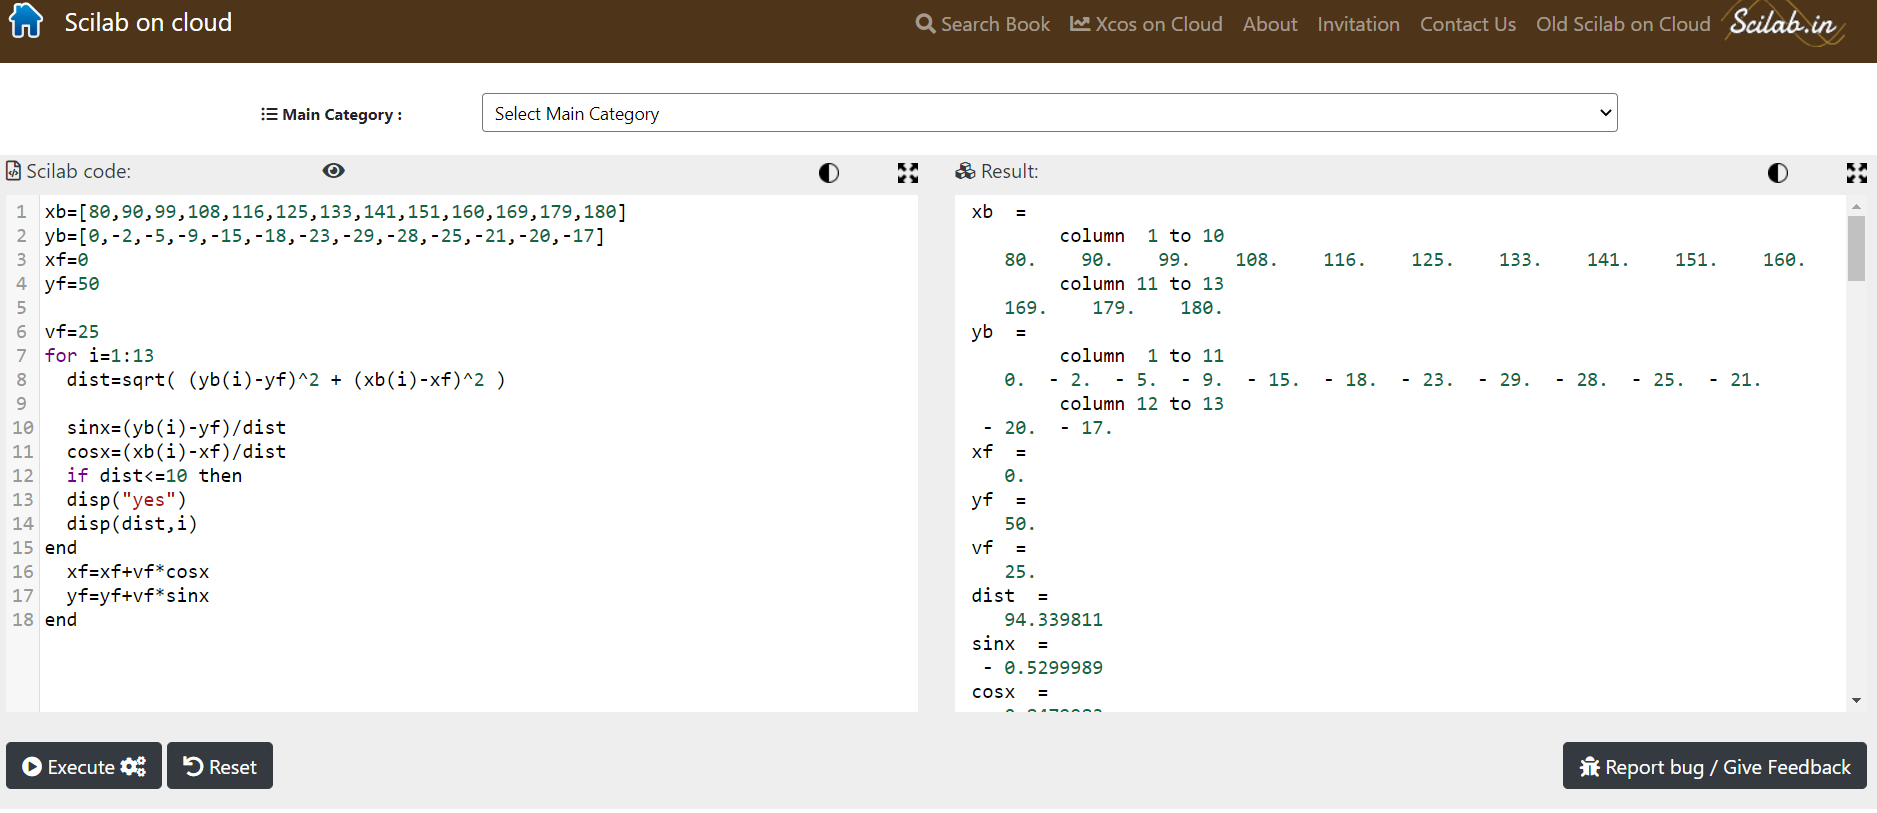 Scilab on cloud
Search Book Xcos on Cloud About Invitation Contact Us Old Scilab on Cloud Scilab.in
Main Category :
Select Main Category
Scilab code:
1 xb=[80,90,99,108,116,125,133,141,151,160,169,179,180]
2 yb=[0,-2,-5,-9,-15,-18,-23,-29,-28,-25,-21,-20,-17]
3 xf=0
4 yf=50
5
6 vf=25
7 for i=1:13
8 dist=sqrt( (yb(i)-yf)^2 + (xb(i)-xf)^2 )
9
10 sinx=(yb(i)-yf)/dist
11 cosx=(xb(i)-xf)/dist
12 if dist<=10 then
13 disp("yes")
14 disp(dist,i)
15 end
16 xf=xf+vf*cosx
17 yf=yf+vf*sinx
18 end
Result:
xb =
column 1 to 10
80. 90. 99. 108. 116. 125. 133. 141. 151. 160.
column 11 to 13
169. 179. 180.
yb =
column 1 to 11
0. - 2. - 5. - 9. - 15. - 18. - 23. - 29. - 28. - 25. - 21.
column 12 to 13
- 20. - 17.
xf =
0.
yf =
50.
vf =
25.
dist =
94.339811
sinx =
- 0.5299989
cosx =
Execute
Reset
Report bug / Give Feedback